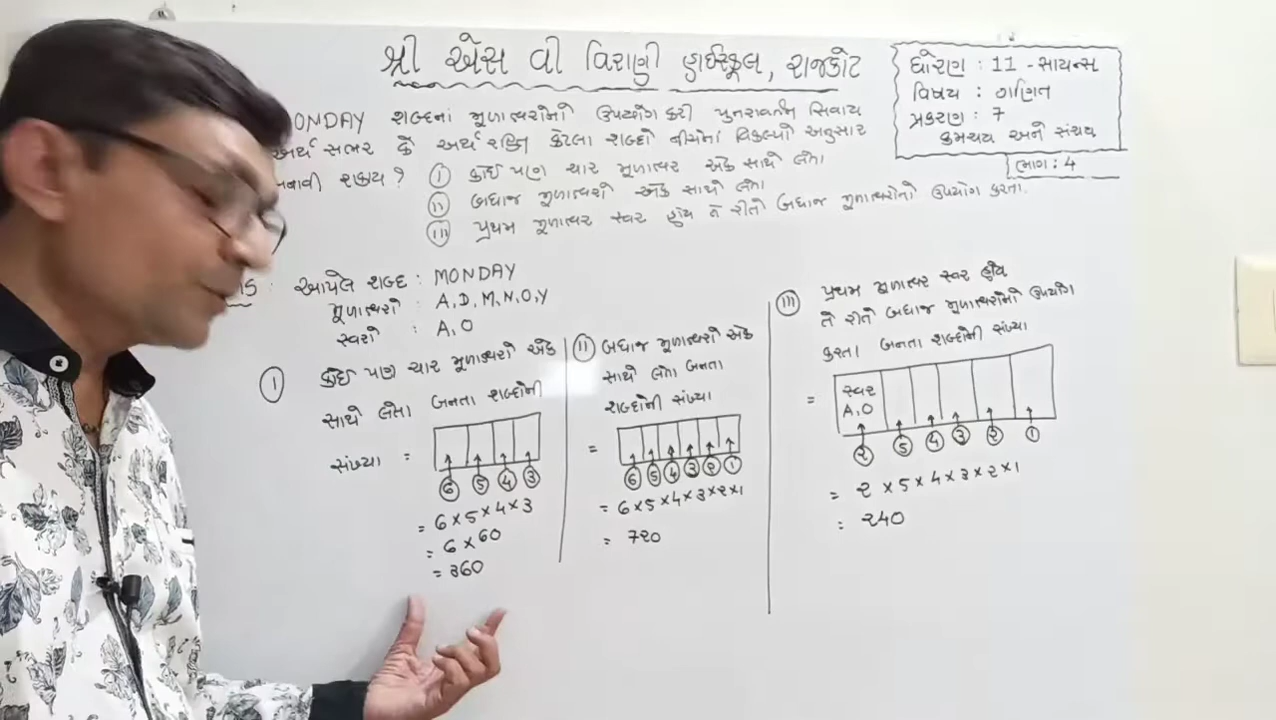 શ્રી એસ વી વિરાણી હાઈસ્કૂલ, રાજકોટ
ધોરણ : 11 - સાયન્સ
વિષય : ગણિત
પ્રકરણ : 7
ક્રમચય અને સંચય
ભાગ : 4
ONDAY શબ્દનાં મૂળાક્ષરોનો ઉપયોગ કરી પુનરાવર્તન સિવાય
અર્થ સભર કે અર્થ રહિત કેટલા શબ્દો નીચેનાં વિકલ્પો અનુસાર
બનાવી શકાય ? (i) કોઈ પણ ચાર મૂળાક્ષર એક સાથે લેતા
(ii) બધાજ મૂળાક્ષરો એક સાથે લેતા
(iii) પ્રથમ મૂળાક્ષર સ્વર હોય તે રીતે બધાજ મૂળાક્ષરોનો ઉપયોગ કરતા.
આપેલ શબ્દ : MONDAY
મૂળાક્ષરો : A, D, M, N, O, Y
સ્વરો : A, O
(i) કોઈ પણ ચાર મૂળાક્ષરો એક
સાથે લેતા બનતા શબ્દોની
સંખ્યા =
6 5 4 3
= 6 × 5 × 4 × 3
= 6 × 60
= 360
(ii) બધાજ મૂળાક્ષરો એક
સાથે લેતા બનતા
શબ્દોની સંખ્યા
=
6 5 4 3 2 1
= 6 × 5 × 4 × 3 × 2 × 1
= 720
(iii) પ્રથમ મૂળાક્ષર સ્વર હોય
તે રીતે બધાજ મૂળાક્ષરોનો ઉપયોગ
કરતા બનતા શબ્દોની સંખ્યા
= સ્વર
A, O
2 5 4 3 2 1
= 2 × 5 × 4 × 3 × 2 × 1
= 240